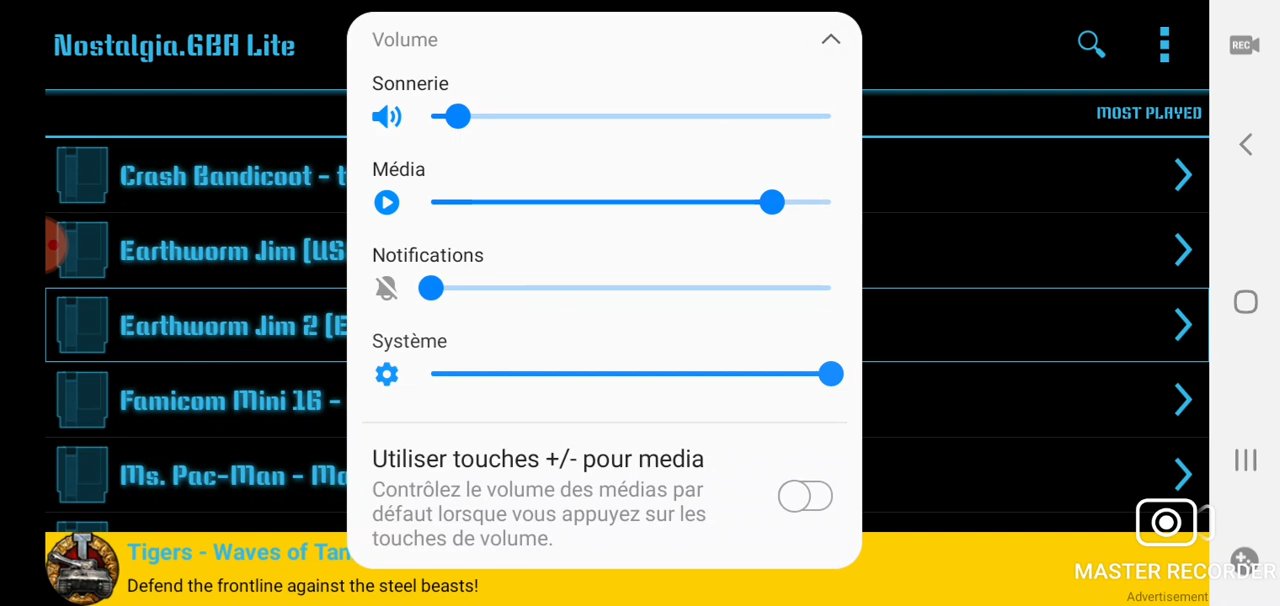 Nostalgia.GBA Lite
MOST PLAYED
Crash Bandicoot - t
Earthworm Jim (US
Earthworm Jim 2 (E
Famicom Mini 16 -
Ms. Pac-Man - Ma
Volume
Sonnerie
Média
Notifications
Système
Utiliser touches +/- pour media
Contrôlez le volume des médias par
défaut lorsque vous appuyez sur les
touches de volume.
Tigers - Waves of Tan
Defend the frontline against the steel beasts!
Advertisement
REC
MASTER RECORDER